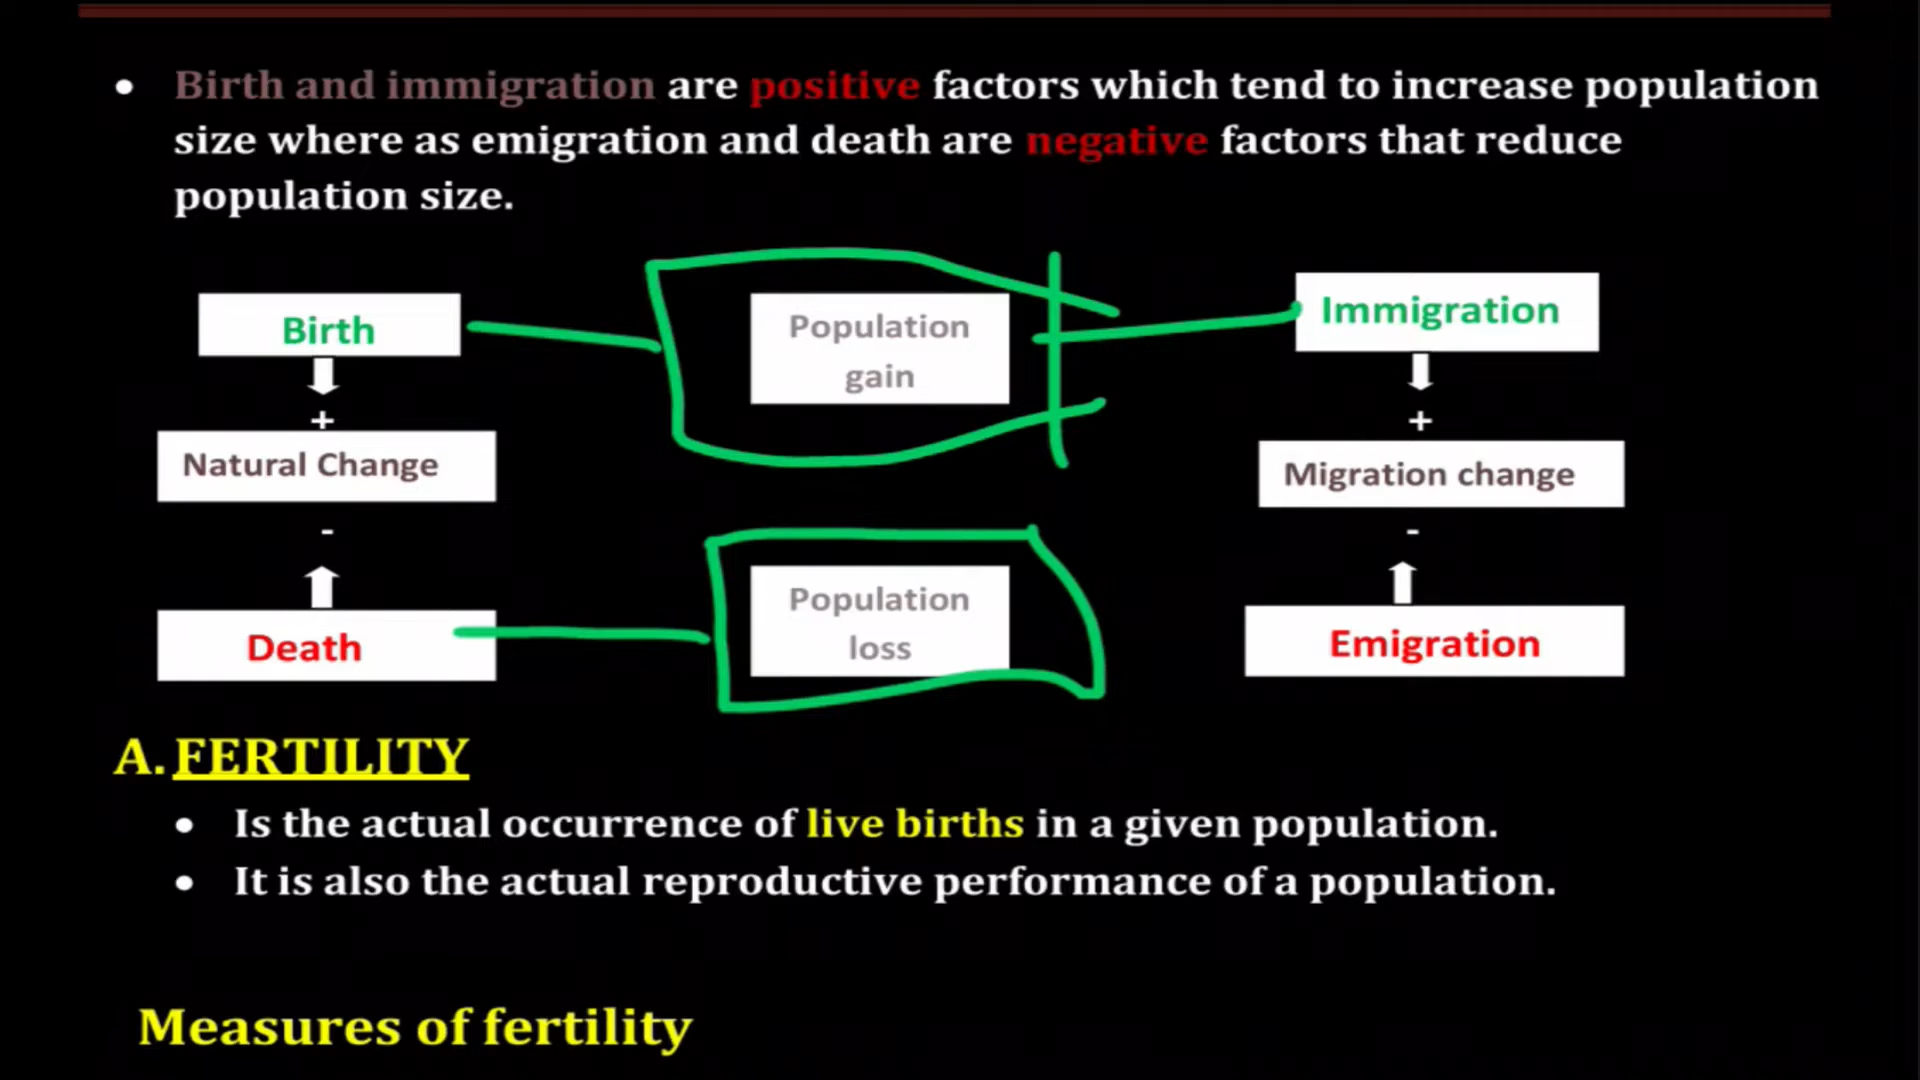 • Birth and immigration are positive factors which tend to increase population
size where as emigration and death are negative factors that reduce
population size.
Birth
Population
gain
Immigration
+
+
Natural Change
Migration change
-
-
Death
Population
loss
Emigration
A. FERTILITY
• Is the actual occurrence of live births in a given population.
• It is also the actual reproductive performance of a population.
Measures of fertility